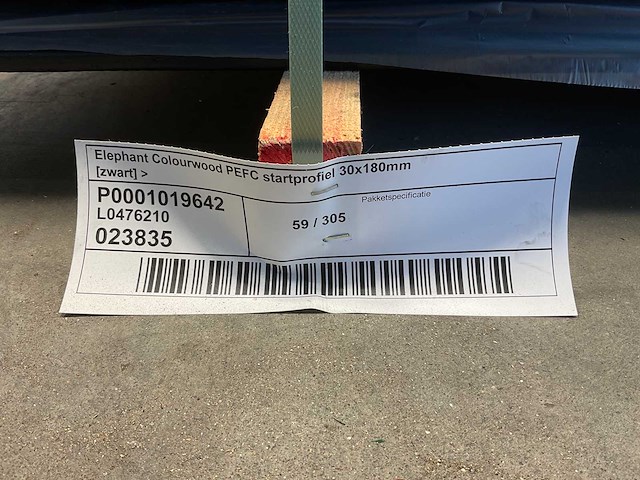 Elephant Colourwood PEFC startprofiel 30x180mm
[zwart] >
P0001019642
L0476210
023835
59 / 305
Pakketspecificatie